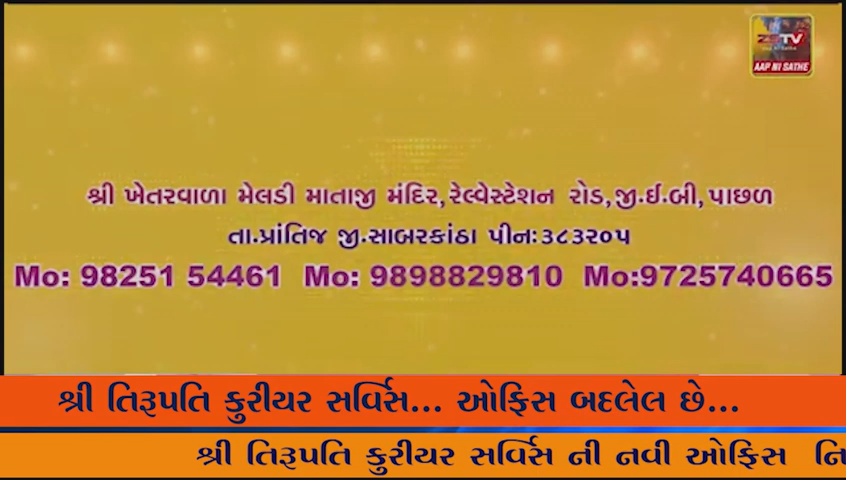 ZSTV
AAP NI SATHE
શ્રી ખેતરવાળા મેલડી માતાજી મંદિર,રેલ્વેસ્ટેશન રોડ,જી.ઈ.બી,પાછળ
તા.પ્રાંતિજ જી.સાબરકાંઠા પીનઃ૩૮૩૨૦૫
Mo: 98251 54461 Mo: 9898829810 Mo:9725740665
શ્રી તિરૂપતિ કુરીયર સર્વિસ... ઓફિસ બદલેલ છે...
શ્રી તિરૂપતિ કુરીયર સર્વિસ ની નવી ઓફિસ નિ